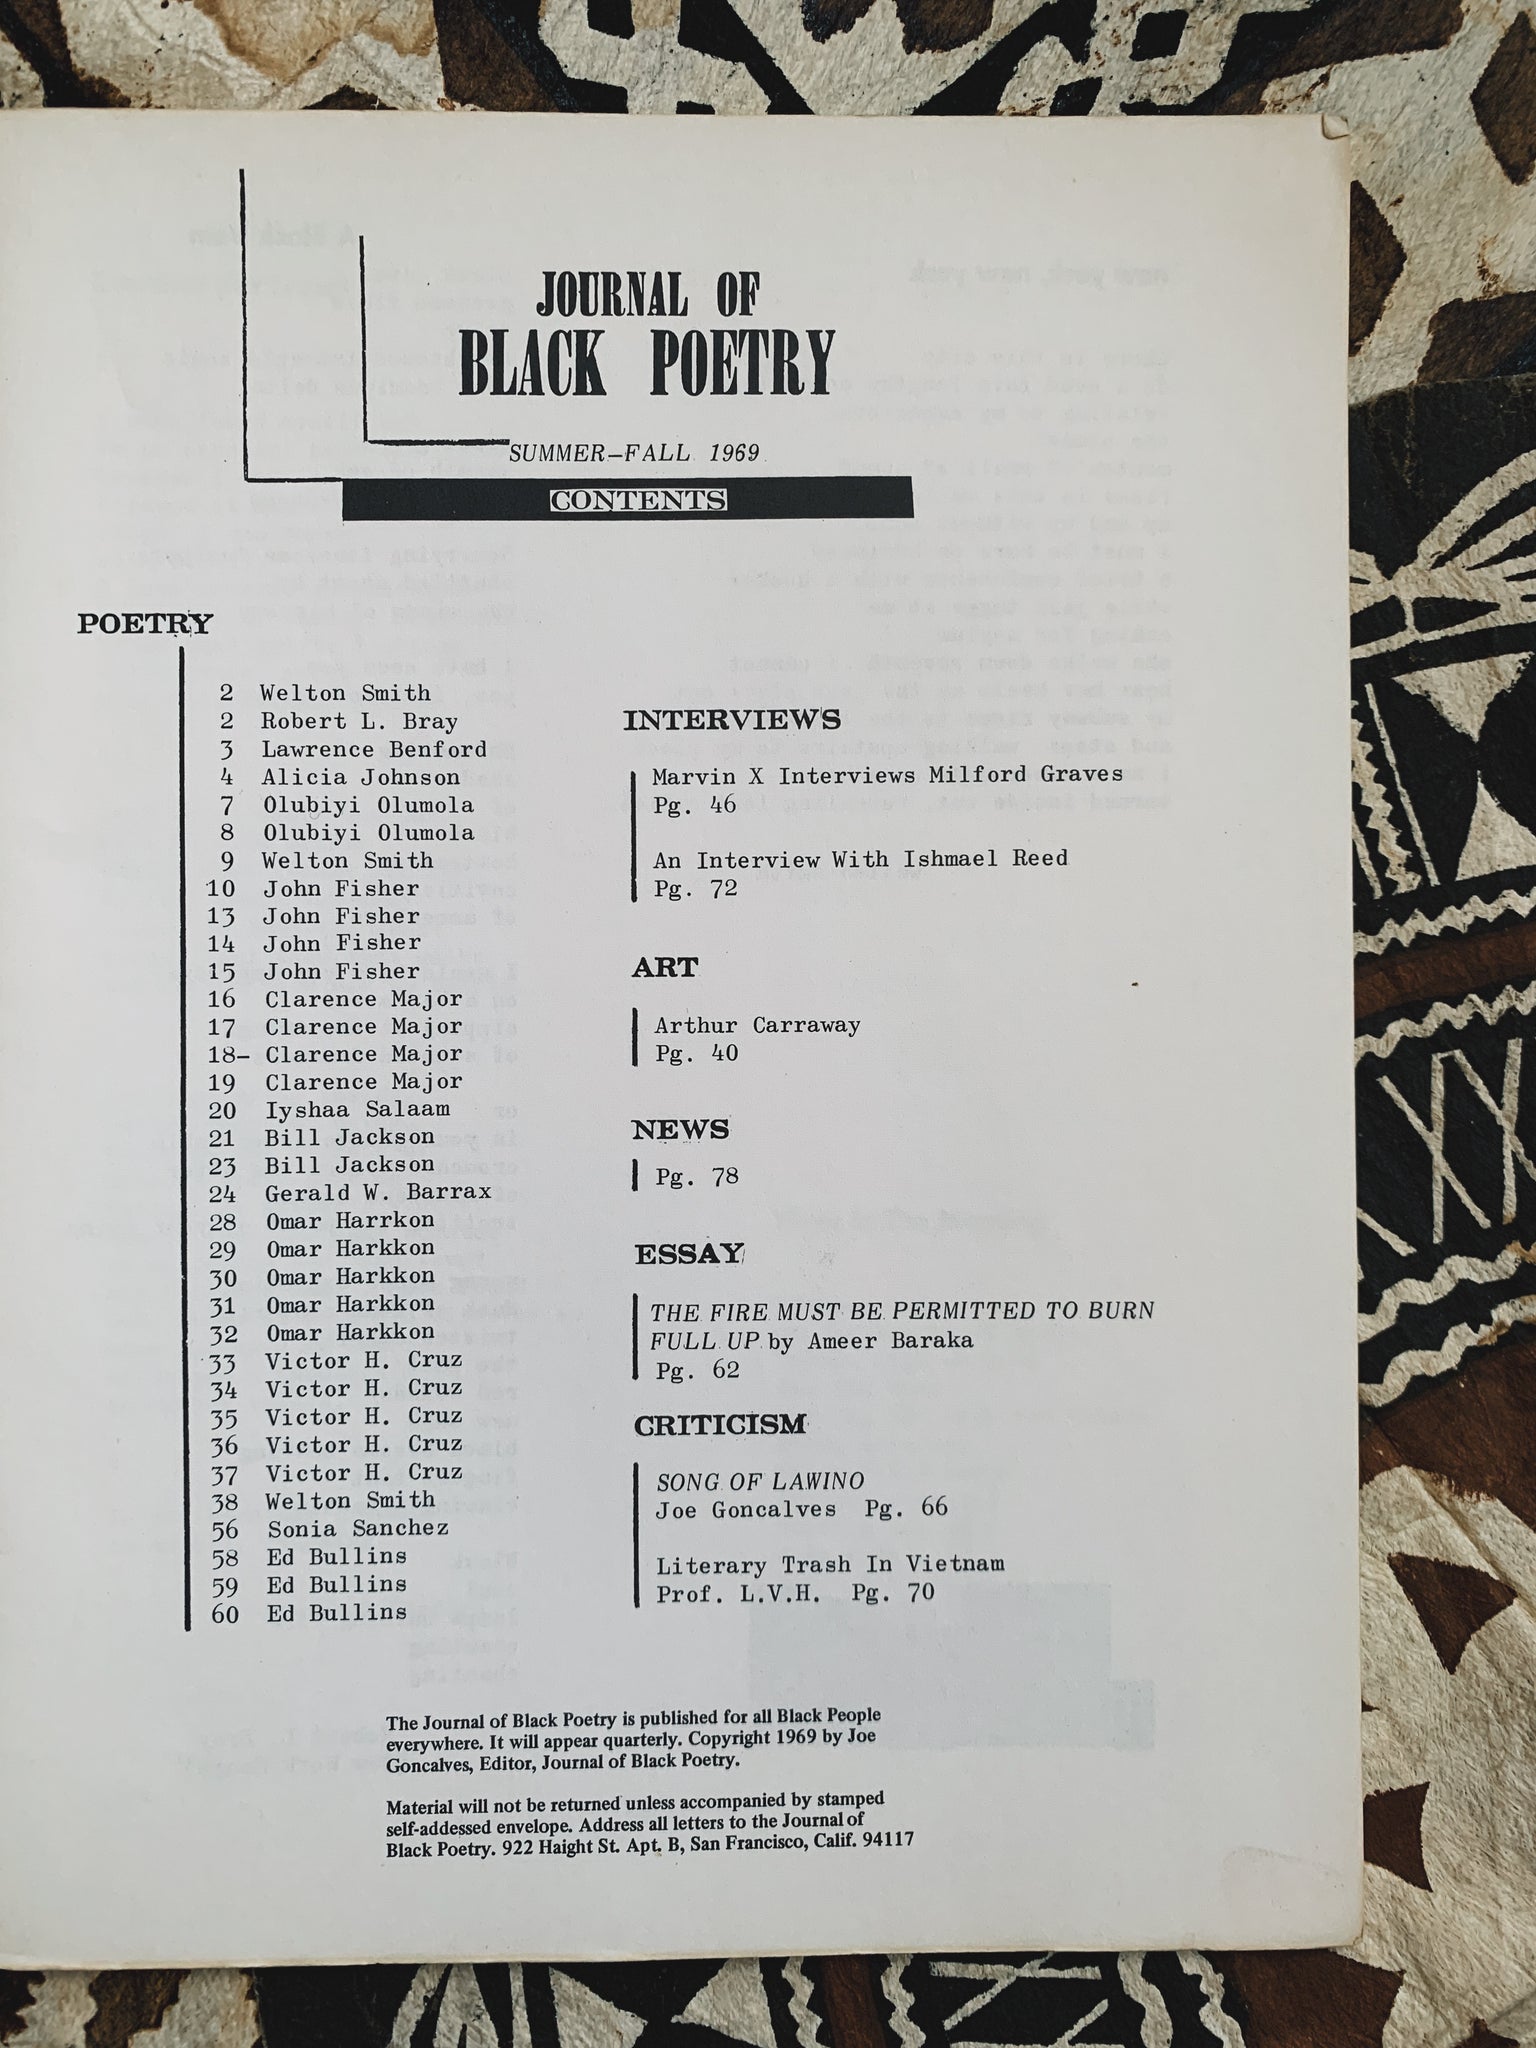 JOURNAL OF
BLACK POETRY
SUMMER-FALL 1969
CONTENTS
POETRY
2 Welton Smith
2 Robert L. Bray
3 Lawrence Benford
4 Alicia Johnson
7 Olubiyi Olumola
8 Olubiyi Olumola
9 Welton Smith
10 John Fisher
13 John Fisher
14 John Fisher
15 John Fisher
16 Clarence Major
17 Clarence Major
18- Clarence Major
19 Clarence Major
20 Iyshaa Salaam
21 Bill Jackson
23 Bill Jackson
24 Gerald W. Barrax
28 Omar Harrkon
29 Omar Harkkon
30 Omar Harkkon
31 Omar Harkkon
32 Omar Harkkon
33 Victor H. Cruz
34 Victor H. Cruz
35 Victor H. Cruz
36 Victor H. Cruz
37 Victor H. Cruz
38 Welton Smith
56 Sonia Sanchez
58 Ed Bullins
59 Ed Bullins
60 Ed Bullins
INTERVIEWS
Marvin X Interviews Milford Graves
Pg. 46
An Interview With Ishmael Reed
Pg. 72
ART
Arthur Carraway
Pg. 40
NEWS
Pg. 78
ESSAY
THE FIRE MUST BE PERMITTED TO BURN
FULL UP by Ameer Baraka
Pg. 62
CRITICISM
SONG OF LAWINO
Joe Goncalves Pg. 66
Literary Trash In Vietnam
Prof. L.V.H. Pg. 70
The Journal of Black Poetry is published for all Black People
everywhere. It will appear quarterly. Copyright 1969 by Joe
Goncalves, Editor, Journal of Black Poetry.
Material will not be returned unless accompanied by stamped
self-addessed envelope. Address all letters to the Journal of
Black Poetry. 922 Haight St. Apt. B, San Francisco, Calif. 94117